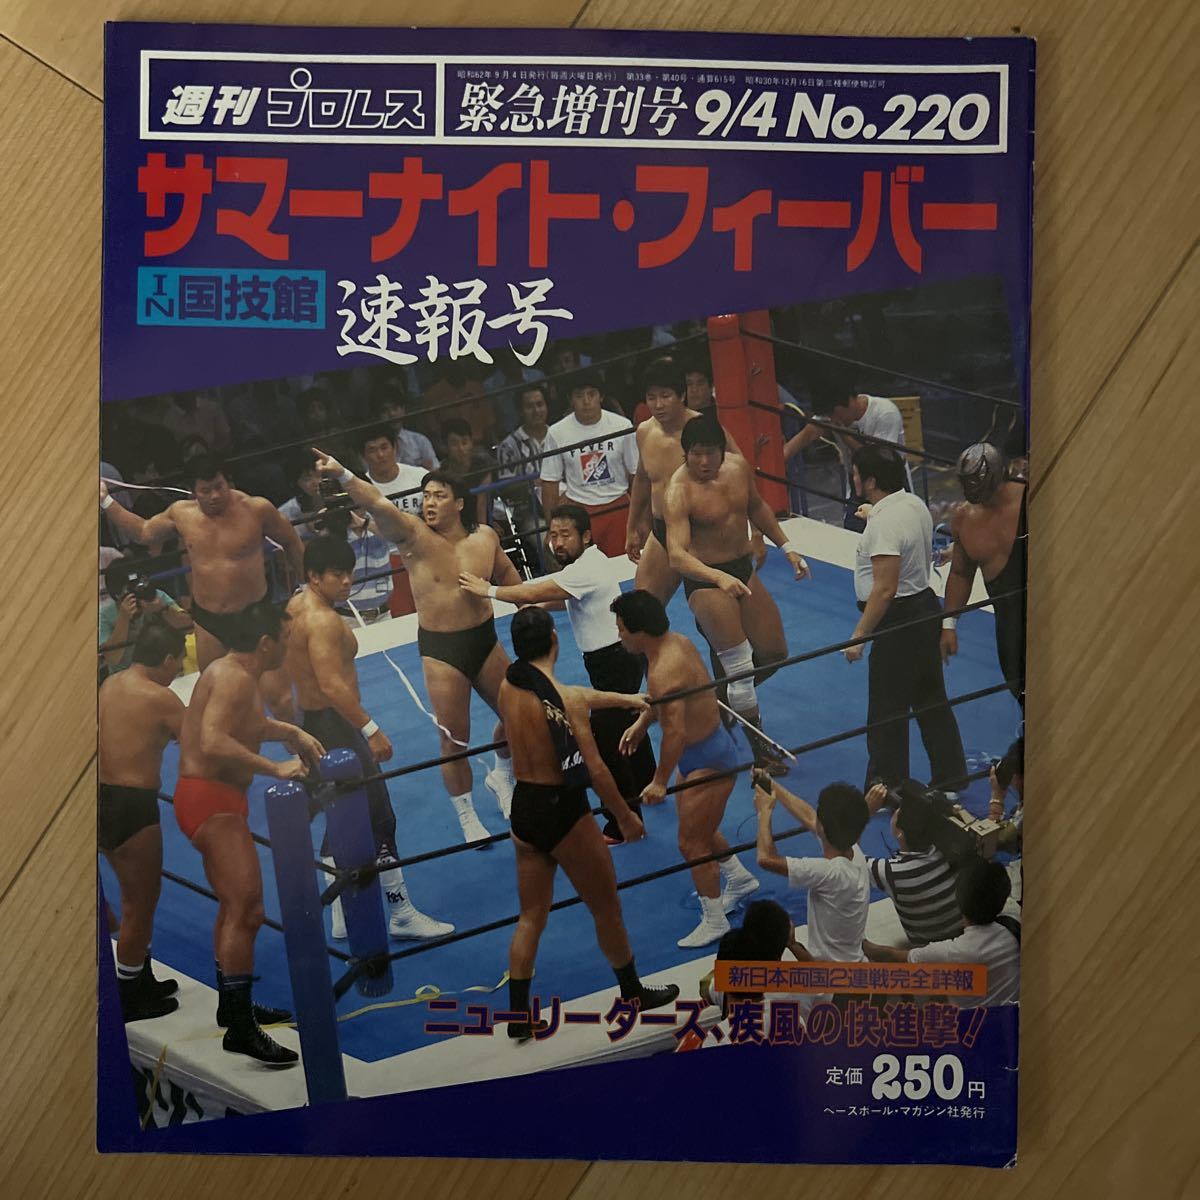 昭和62年9月4日発行(毎週火曜日発行) 第33巻・第40号・通算615号 昭和30年12月16日第三種郵便物認可
週刊プロレス
緊急増刊号 9/4 No.220
サマーナイト・フィーバー
IN 国技館 速報号
FEVER
新日本両国2連戦完全詳報
ニューリーダーズ、疾風の快進撃!
定価 250円
ベースボール・マガジン社発行